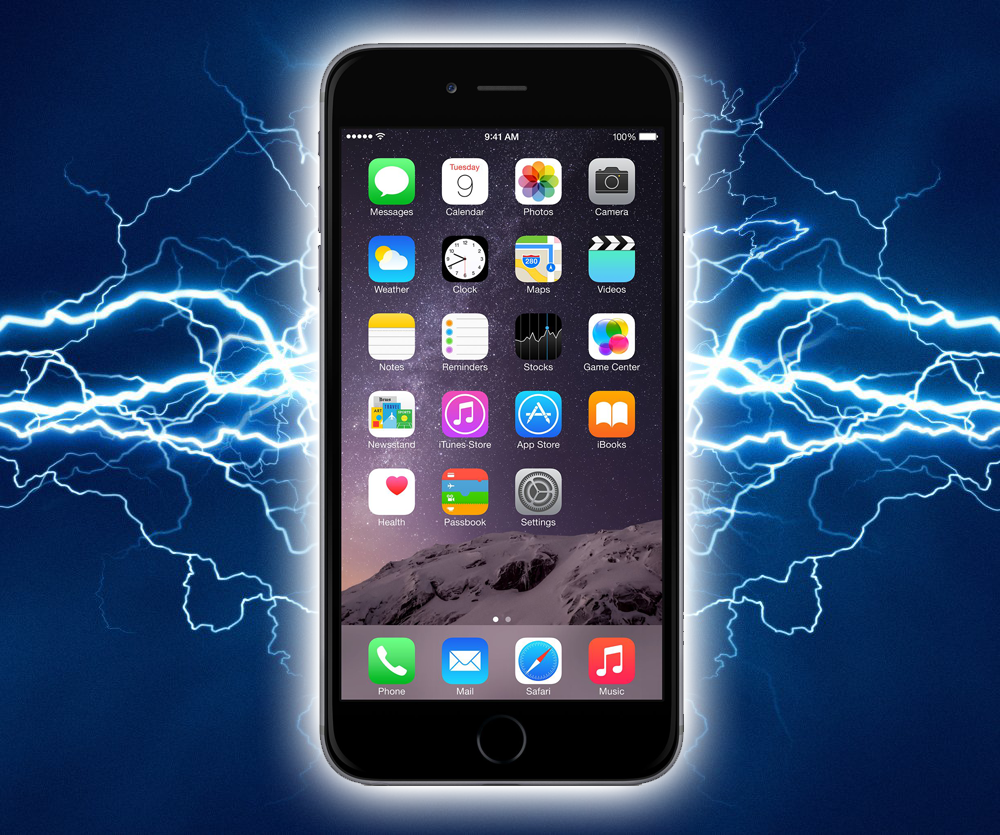 9:41 AM 100%
Tuesday
9
Messages Calendar Photos Camera
280
Weather Clock Maps Videos
Notes Reminders Stocks Game Center
Newsstand iTunes Store App Store iBooks
Health Passbook Settings
Phone Mail Safari Music